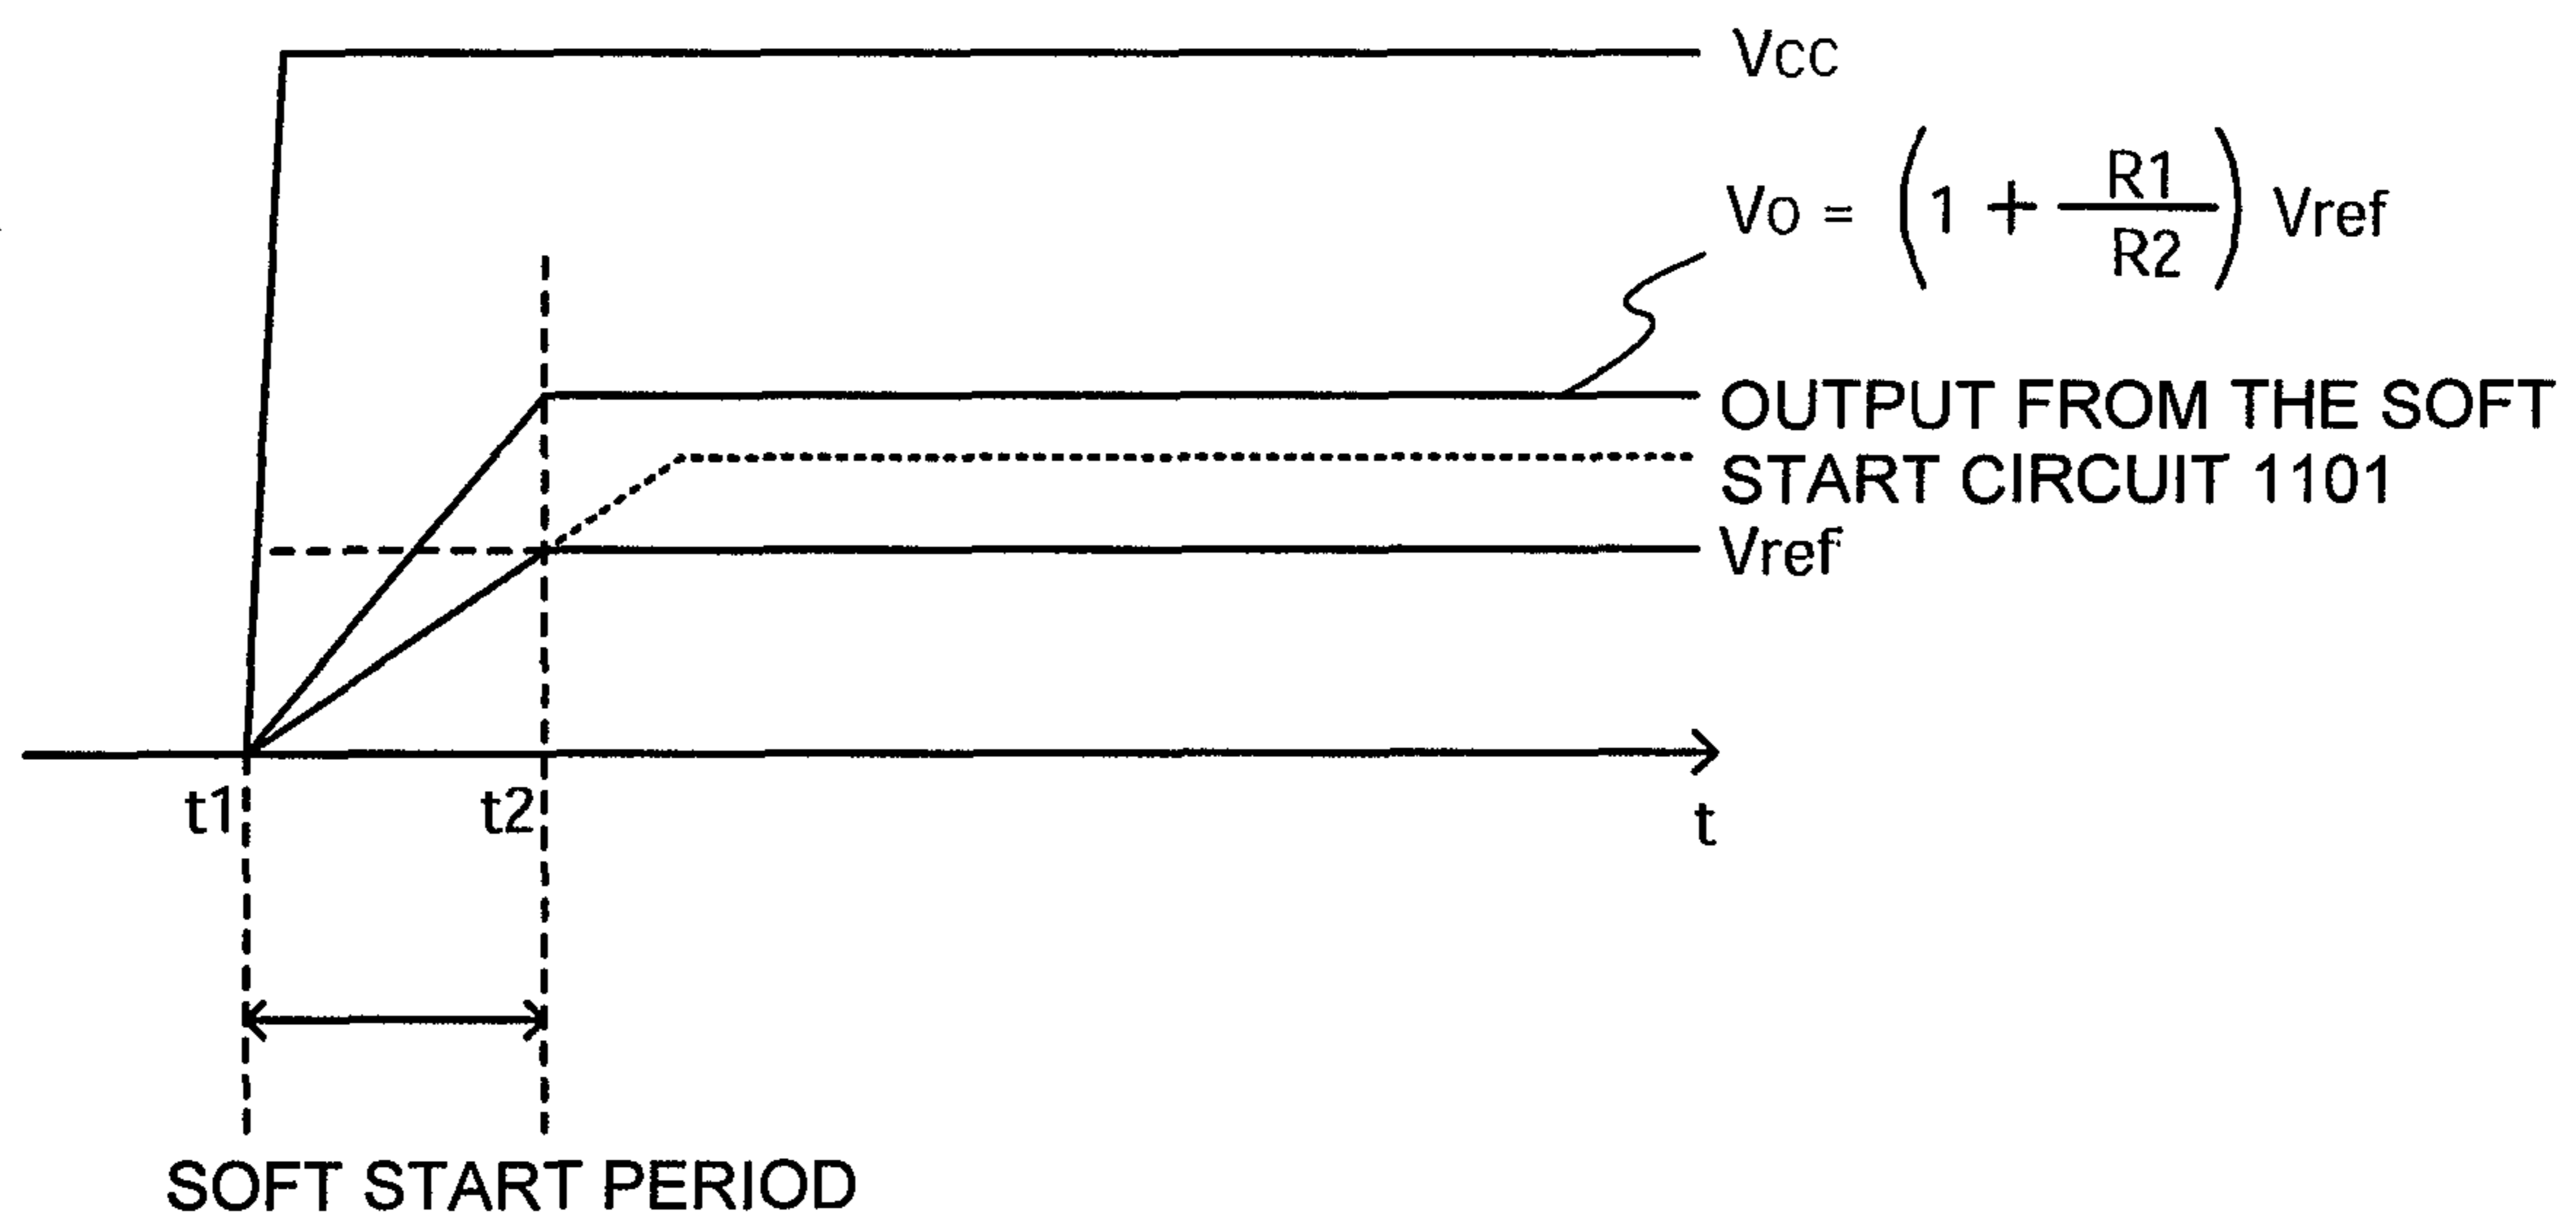 VCC
VO = (1 + R1/R2) Vref
OUTPUT FROM THE SOFT
START CIRCUIT 1101
Vref
t1
t2
t
SOFT START PERIOD